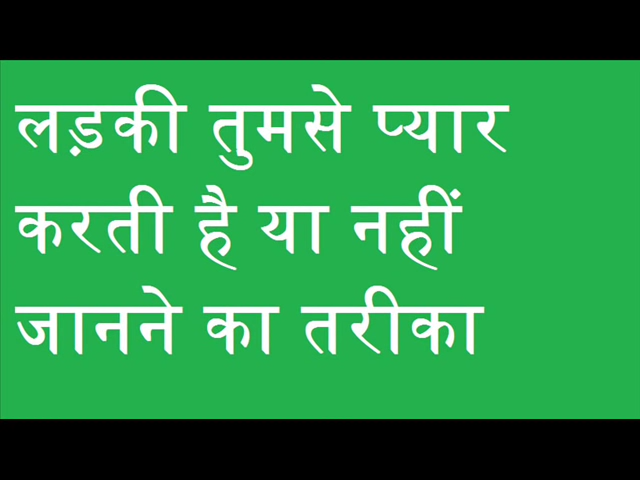 लड़की तुमसे प्यार
करती है या नहीं
जानने का तरीका